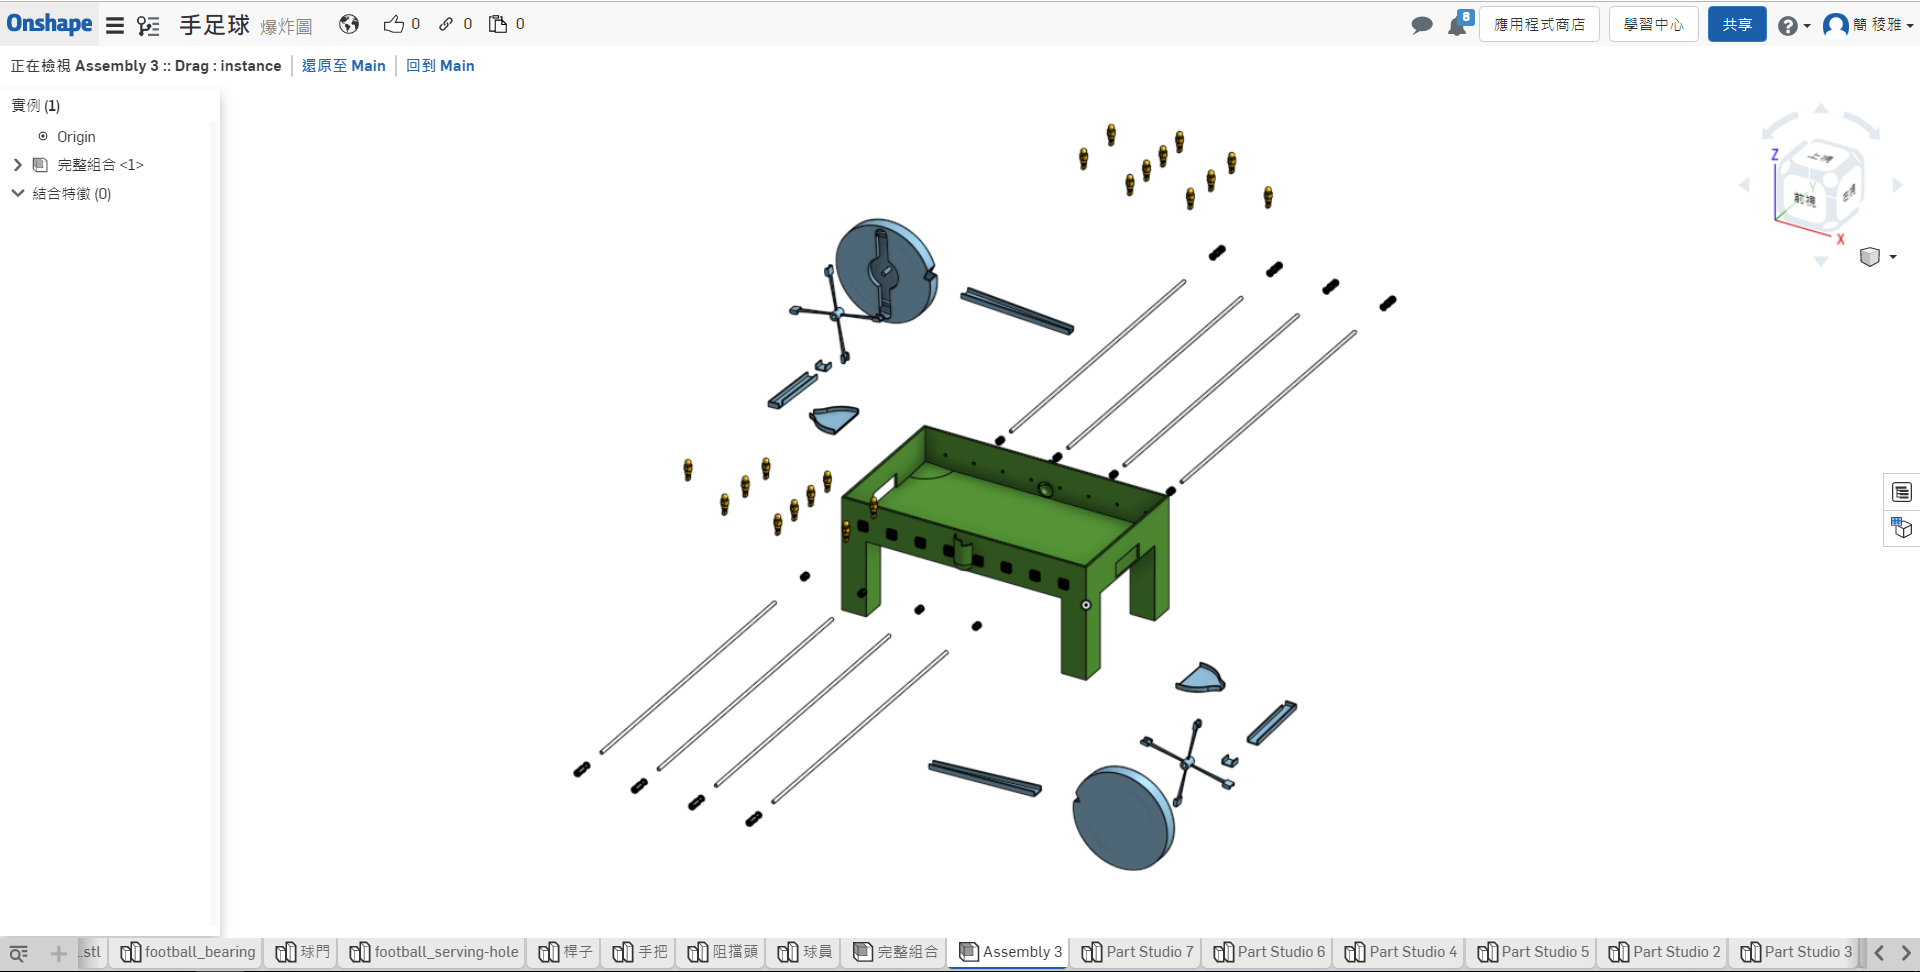 Onshape 手足球 爆炸圖 0 0 0 8 應用程式商店 學習中心 共享 簡 稜雅
正在檢視 Assembly 3 :: Drag : instance 還原至 Main 回到 Main
實例 (1)
Origin
完整組合 <1>
結合特徵 (0)
Z
上視
Y
前視
右視
X
.stl football_bearing 球門 football_serving-hole 桿子 手把 阻擋頭 球員 完整組合 Assembly 3 Part Studio 7 Part Studio 6 Part Studio 4 Part Studio 5 Part Studio 2 Part Studio 3